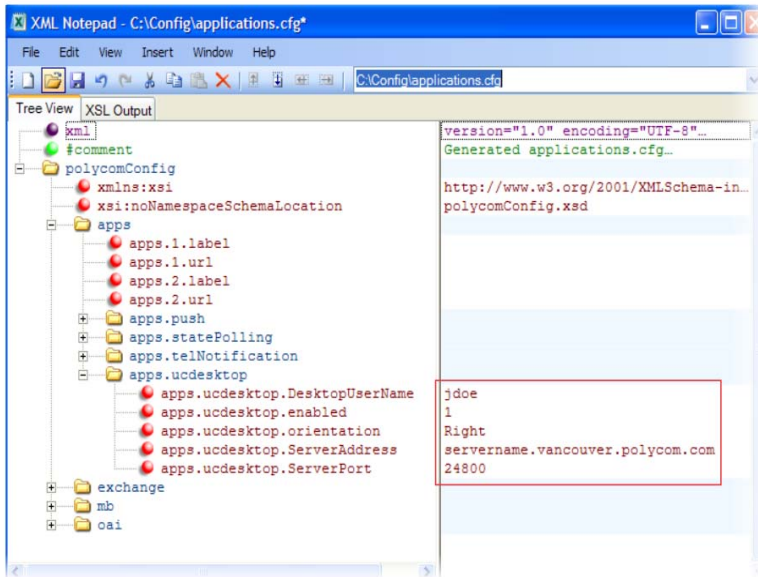 XML Notepad - C:\Config\applications.cfg*
File Edit View Insert Window Help
C:\Config\applications.cfg
Tree View XSL Output
xml version="1.0" encoding="UTF-8"…
#comment Generated applications.cfg…
polycomConfig
xmlns:xsi http://www.w3.org/2001/XMLSchema-in…
xsi:noNamespaceSchemaLocation polycomConfig.xsd
apps
apps.1.label
apps.1.url
apps.2.label
apps.2.url
apps.push
apps.statePolling
apps.telNotification
apps.ucdesktop
apps.ucdesktop.DesktopUserName jdoe
apps.ucdesktop.enabled 1
apps.ucdesktop.orientation Right
apps.ucdesktop.ServerAddress servername.vancouver.polycom.com
apps.ucdesktop.ServerPort 24800
exchange
mb
oai